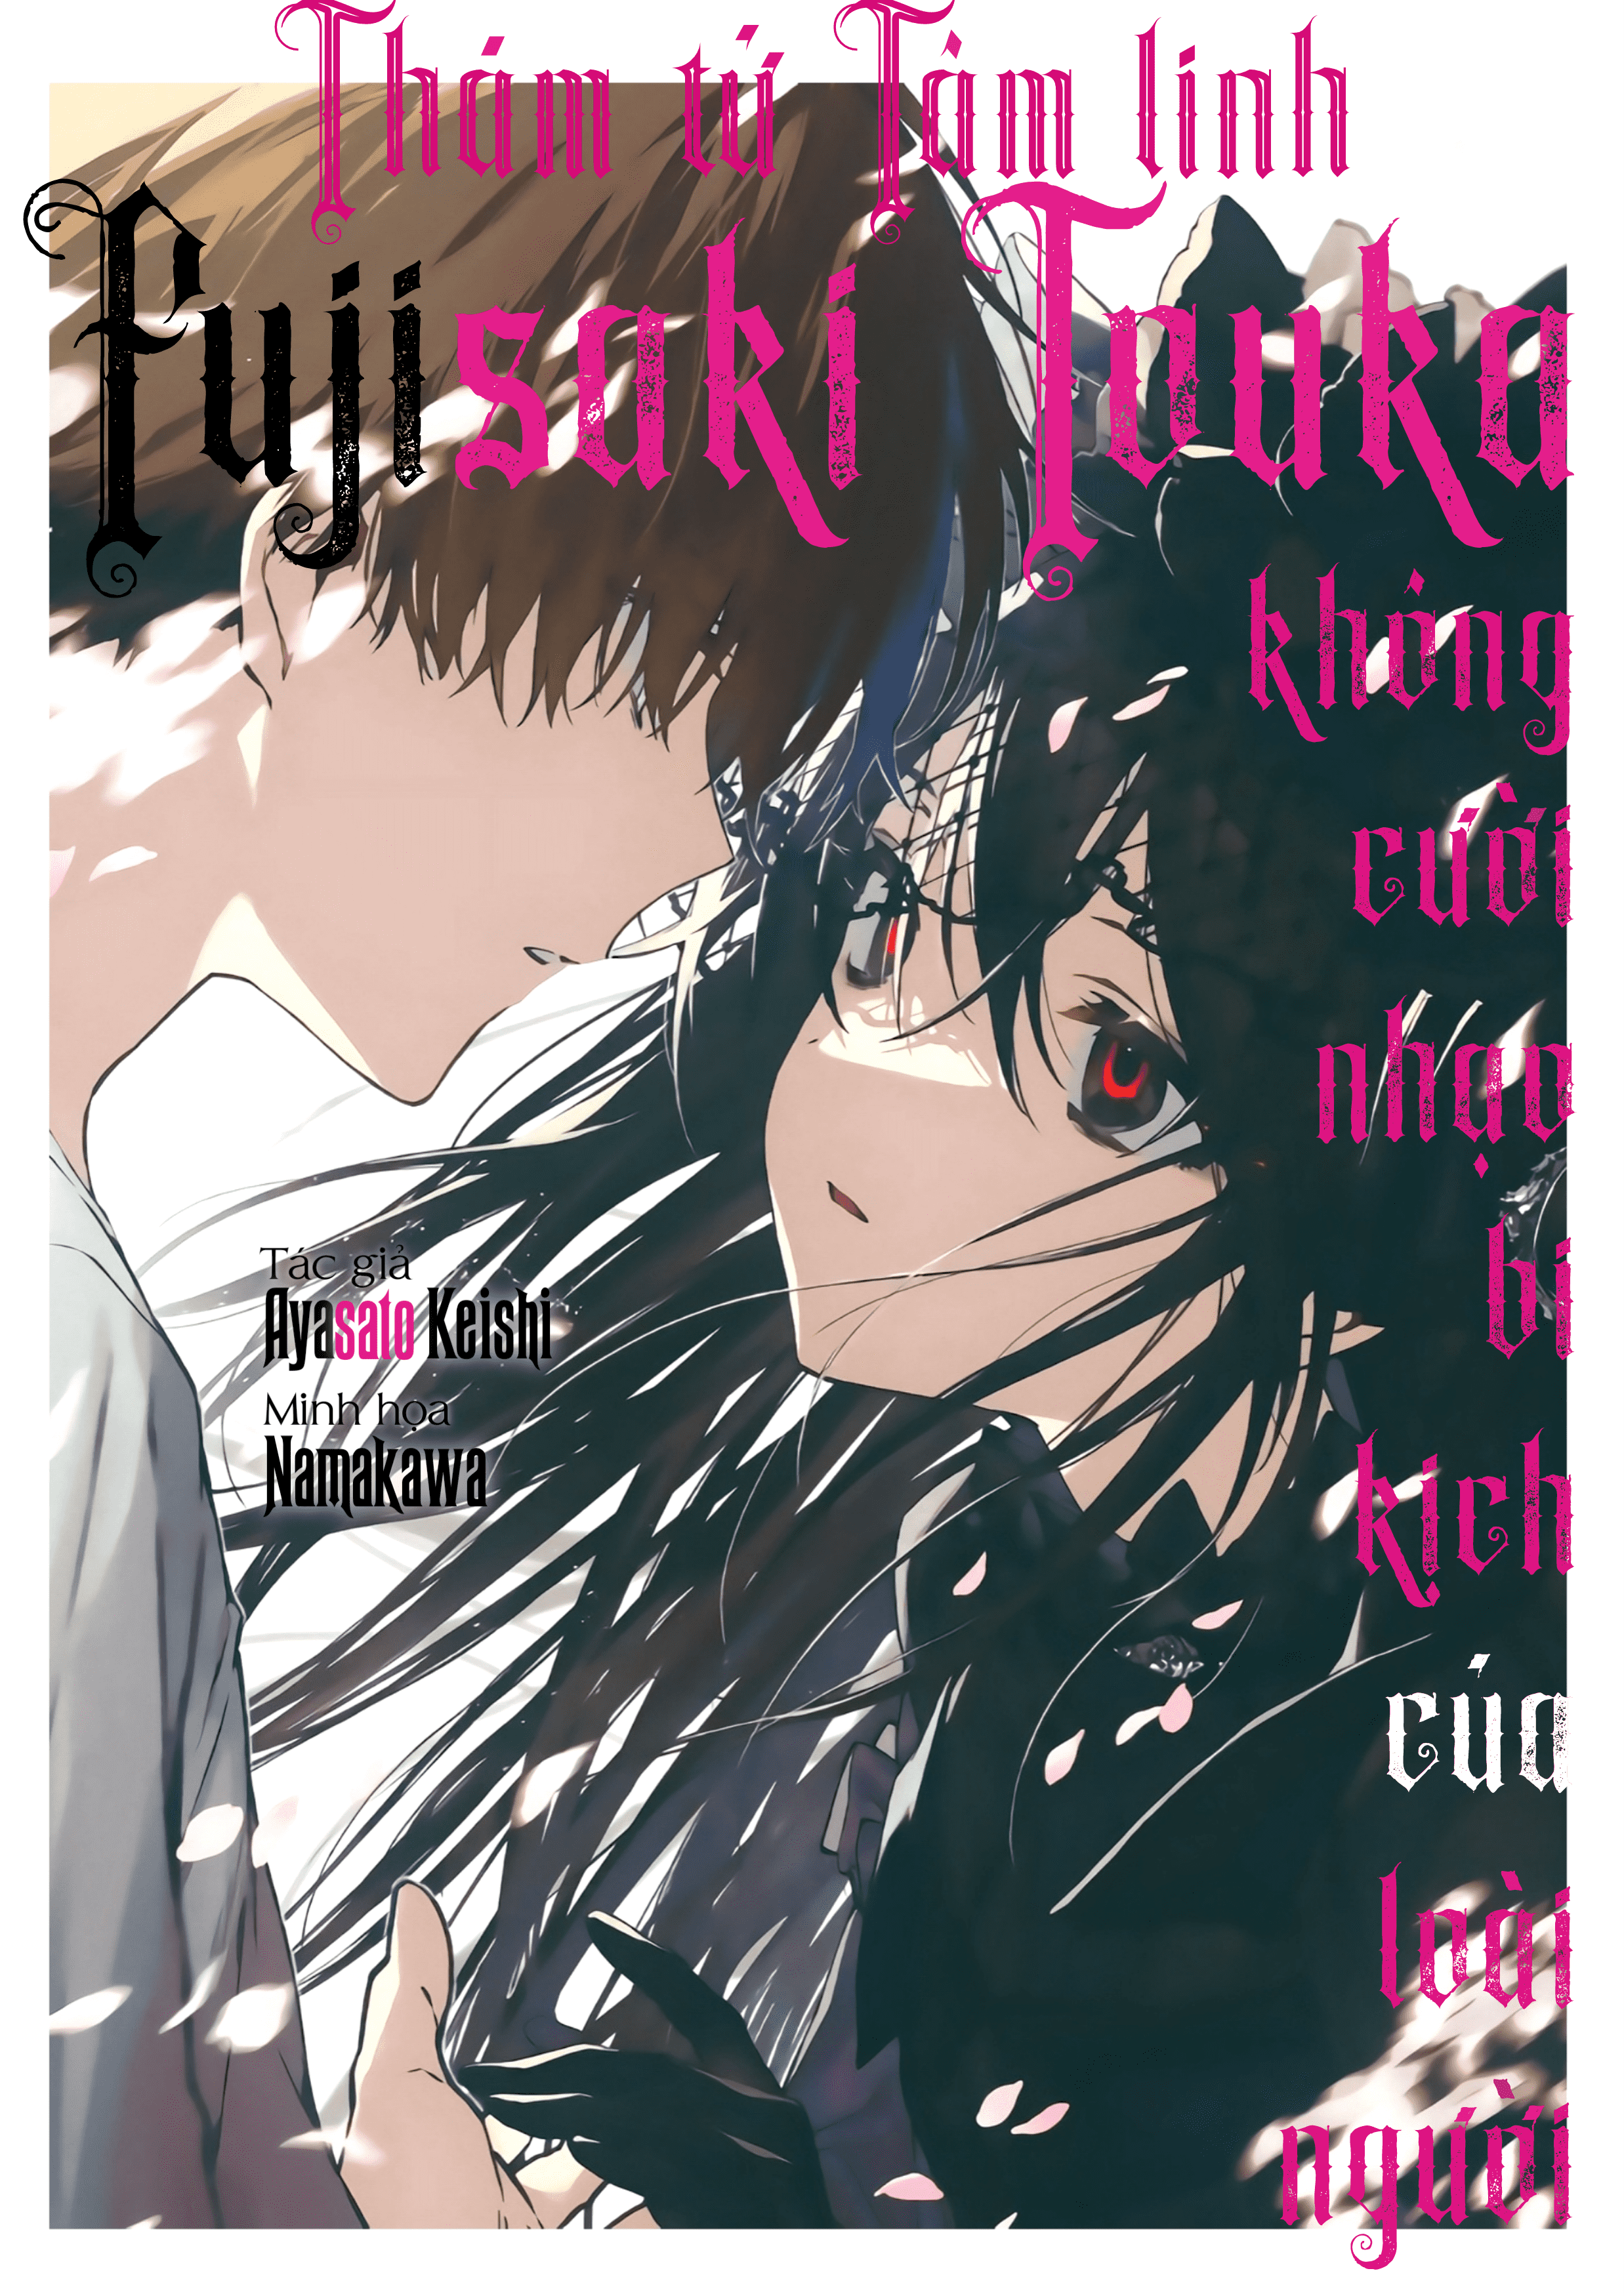 Thám tử Tâm linh
Fujisaki Touka
không
cười
nhạo
bi
kịch
của
loài
người
Tác giả
Ayasato Keishi
Minh họa
Namakawa